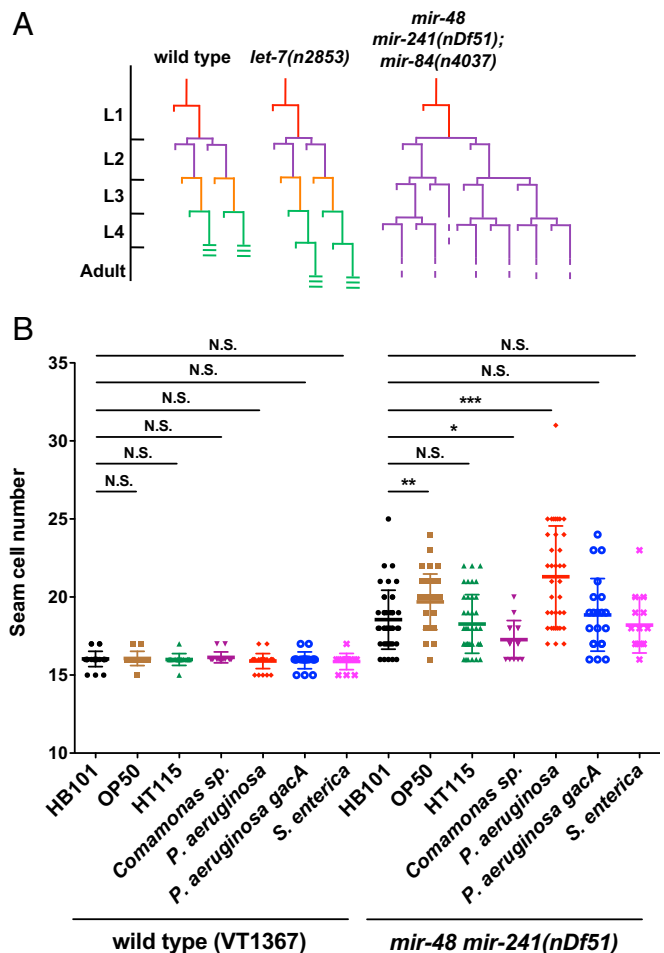 A
wild type
let-7(n2853)
mir-48
mir-241(nDf51);
mir-84(n4037)
L1
L2
L3
L4
Adult
B
Seam cell number
35
30
25
20
15
10
N.S.
N.S.
N.S.
N.S.
N.S.
N.S.
N.S.
N.S.
***
*
N.S.
**
HB101
OP50
HT115
Comamonas sp.
P. aeruginosa
P. aeruginosa gacA
S. enterica
HB101
OP50
HT115
Comamonas sp.
P. aeruginosa
P. aeruginosa gacA
S. enterica
wild type (VT1367)
mir-48 mir-241(nDf51)